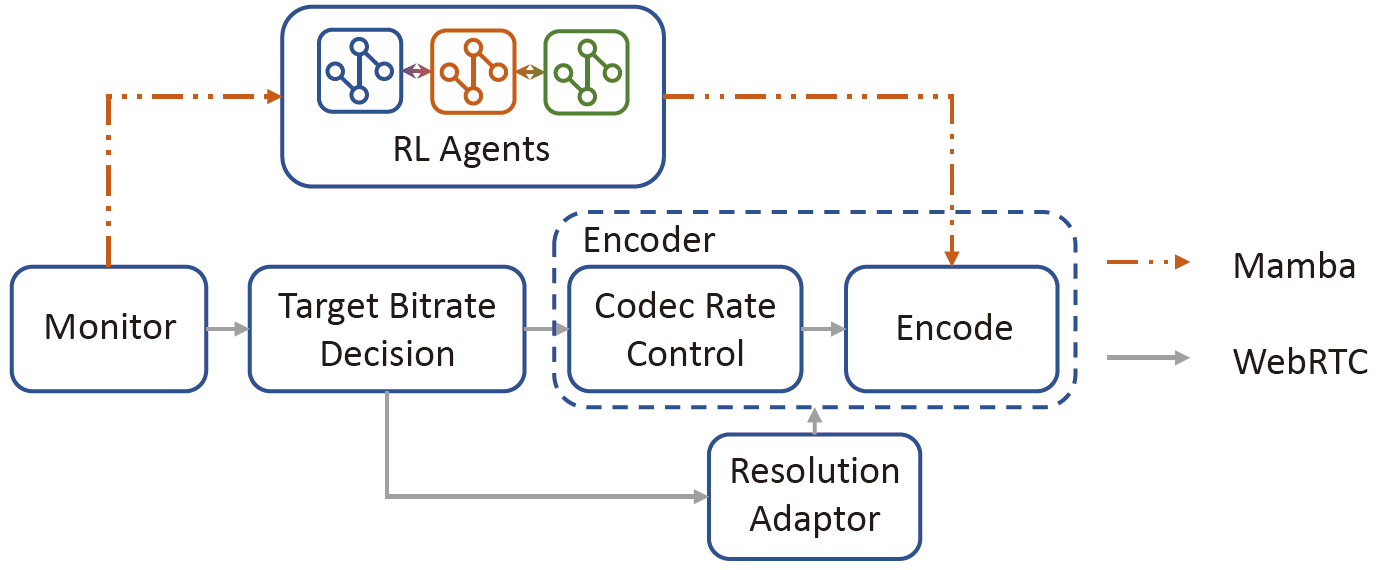 RL Agents
Encoder
Monitor
Target Bitrate
Decision
Codec Rate
Control
Encode
Resolution
Adaptor
Mamba
WebRTC